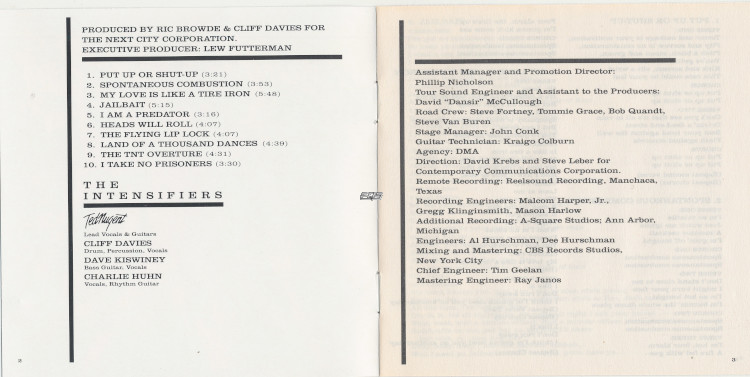 PRODUCED BY RIC BROWDE & CLIFF DAVIES FOR
THE NEXT CITY CORPORATION.
EXECUTIVE PRODUCER: LEW FUTTERMAN
1. PUT UP OR SHUT-UP (3:21)
2. SPONTANEOUS COMBUSTION (3:53)
3. MY LOVE IS LIKE A TIRE IRON (5:48)
4. JAILBAIT (5:15)
5. I AM A PREDATOR (3:16)
6. HEADS WILL ROLL (4:07)
7. THE FLYING LIP LOCK (4:07)
8. LAND OF A THOUSAND DANCES (4:39)
9. THE TNT OVERTURE (4:31)
10. I TAKE NO PRISONERS (3:30)
THE
INTENSIFIERS
Ted Nugent
Lead Vocals & Guitars
CLIFF DAVIES
Drum, Percussion, Vocals
DAVE KISWINEY
Bass Guitar, Vocals
CHARLIE HUHN
Vocals, Rhythm Guitar
Assistant Manager and Promotion Director:
Phillip Nicholson
Tour Sound Engineer and Assistant to the Producers:
David "Dansir" McCullough
Road Crew: Steve Fortney, Tommie Grace, Bob Quandt,
Steve Van Buren
Stage Manager: John Conk
Guitar Technician: Kraigo Colburn
Agency: DMA
Direction: David Krebs and Steve Leber for
Contemporary Communications Corporation.
Remote Recording: Reelsound Recording, Manchaca,
Texas
Recording Engineers: Malcom Harper, Jr.,
Gregg Klinginsmith, Mason Harlow
Additional Recording: A-Square Studios; Ann Arbor,
Michigan
Engineers: Al Hurschman, Dee Hurschman
Mixing and Mastering: CBS Records Studios,
New York City
Chief Engineer: Tim Geelan
Mastering Engineer: Ray Janos
3